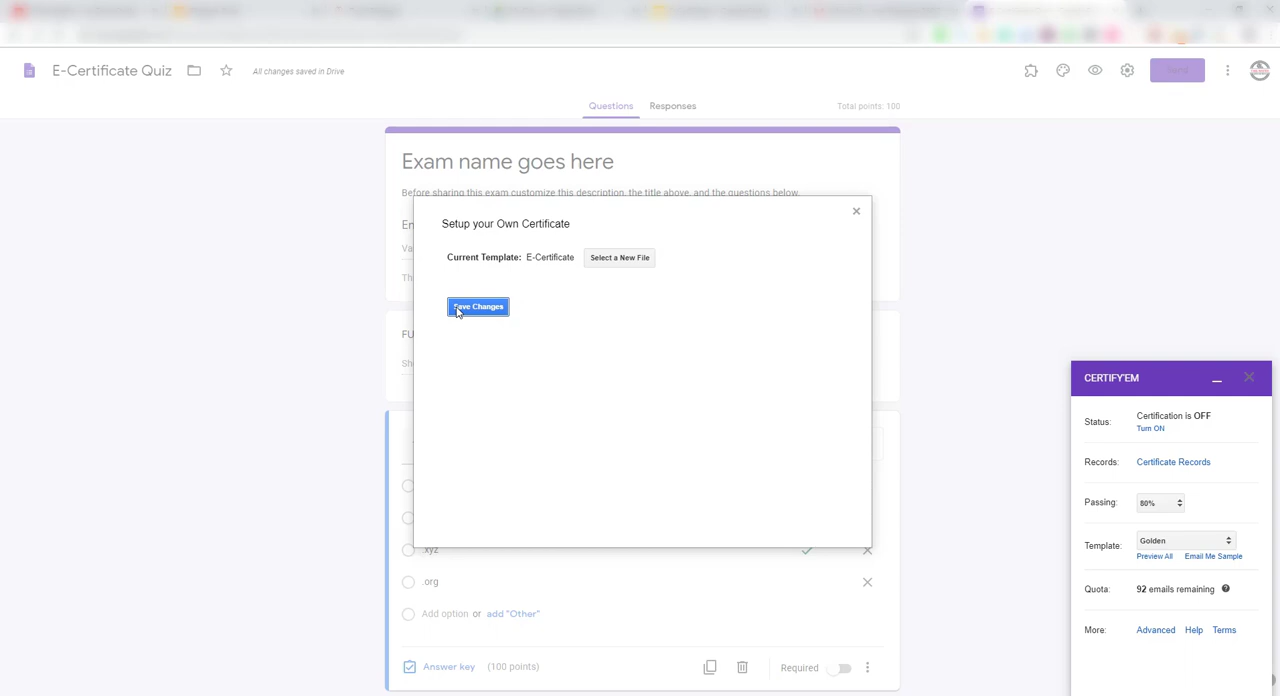 E-Certificate Quiz
All changes saved in Drive
Send
Questions
Responses
Total points: 100
Exam name goes here
Before sharing this exam customize this description, the title above, and the questions below.
Setup your Own Certificate
Current Template: E-Certificate
Select a New File
Save Changes
.xyz
.org
Add option or add "Other"
Answer key (100 points)
Required
CERTIFY'EM
Status:
Certification is OFF
Turn ON
Records:
Certificate Records
Passing:
80%
Template:
Golden
Preview All
Email Me Sample
Quota:
92 emails remaining
More:
Advanced
Help
Terms